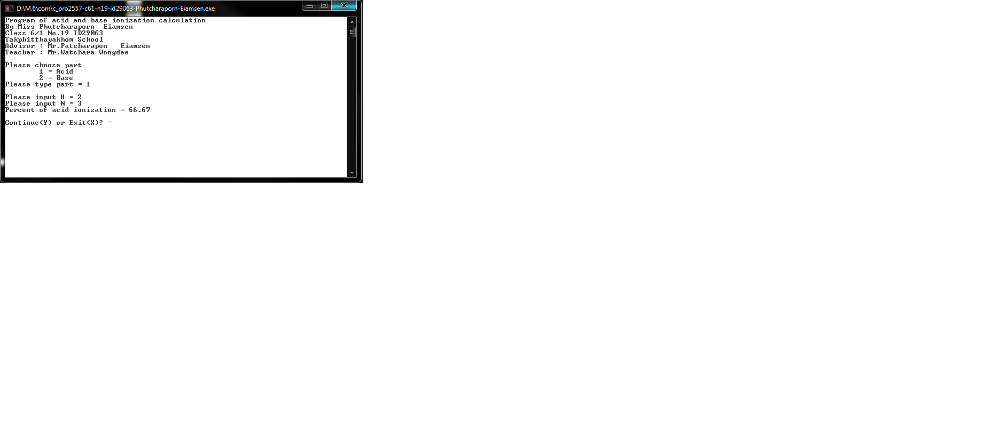 D:\M.6\com\c_pro2557-c61-n19-id29063-Phutcharaporn-Eiamsen.exe
Program of acid and base ionization calculation
By Miss Phutcharaporn  Eiamsen
Class 6/1 No.19 ID29063
Takphitthayakhom School
Advisor : Mr.Patcharapon   Eiamsen
Teacher : Mr.Watchara Wongdee
Please choose part
1 = Acid
2 = Base
Please type part = 1
Please input H = 2
Please input N = 3
Percent of acid ionization = 66.67
Continue(Y) or Exit(X)? =